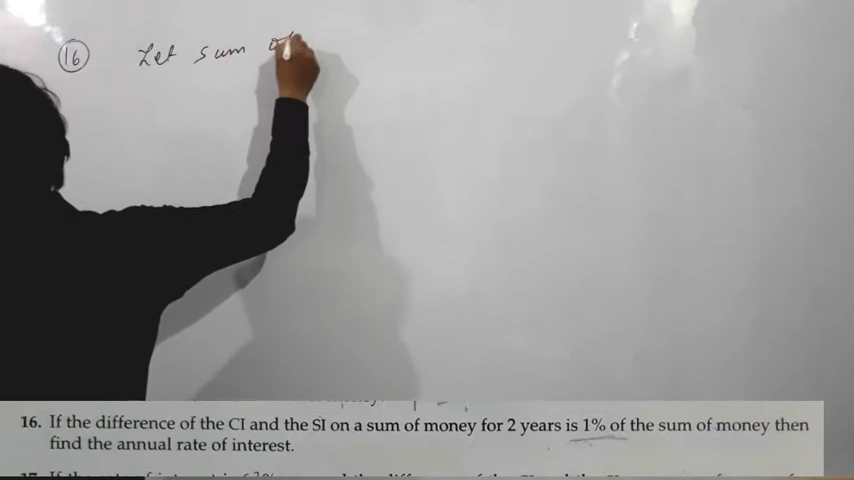 16 Let sum of
16. If the difference of the CI and the SI on a sum of money for 2 years is 1% of the sum of money then
find the annual rate of interest.